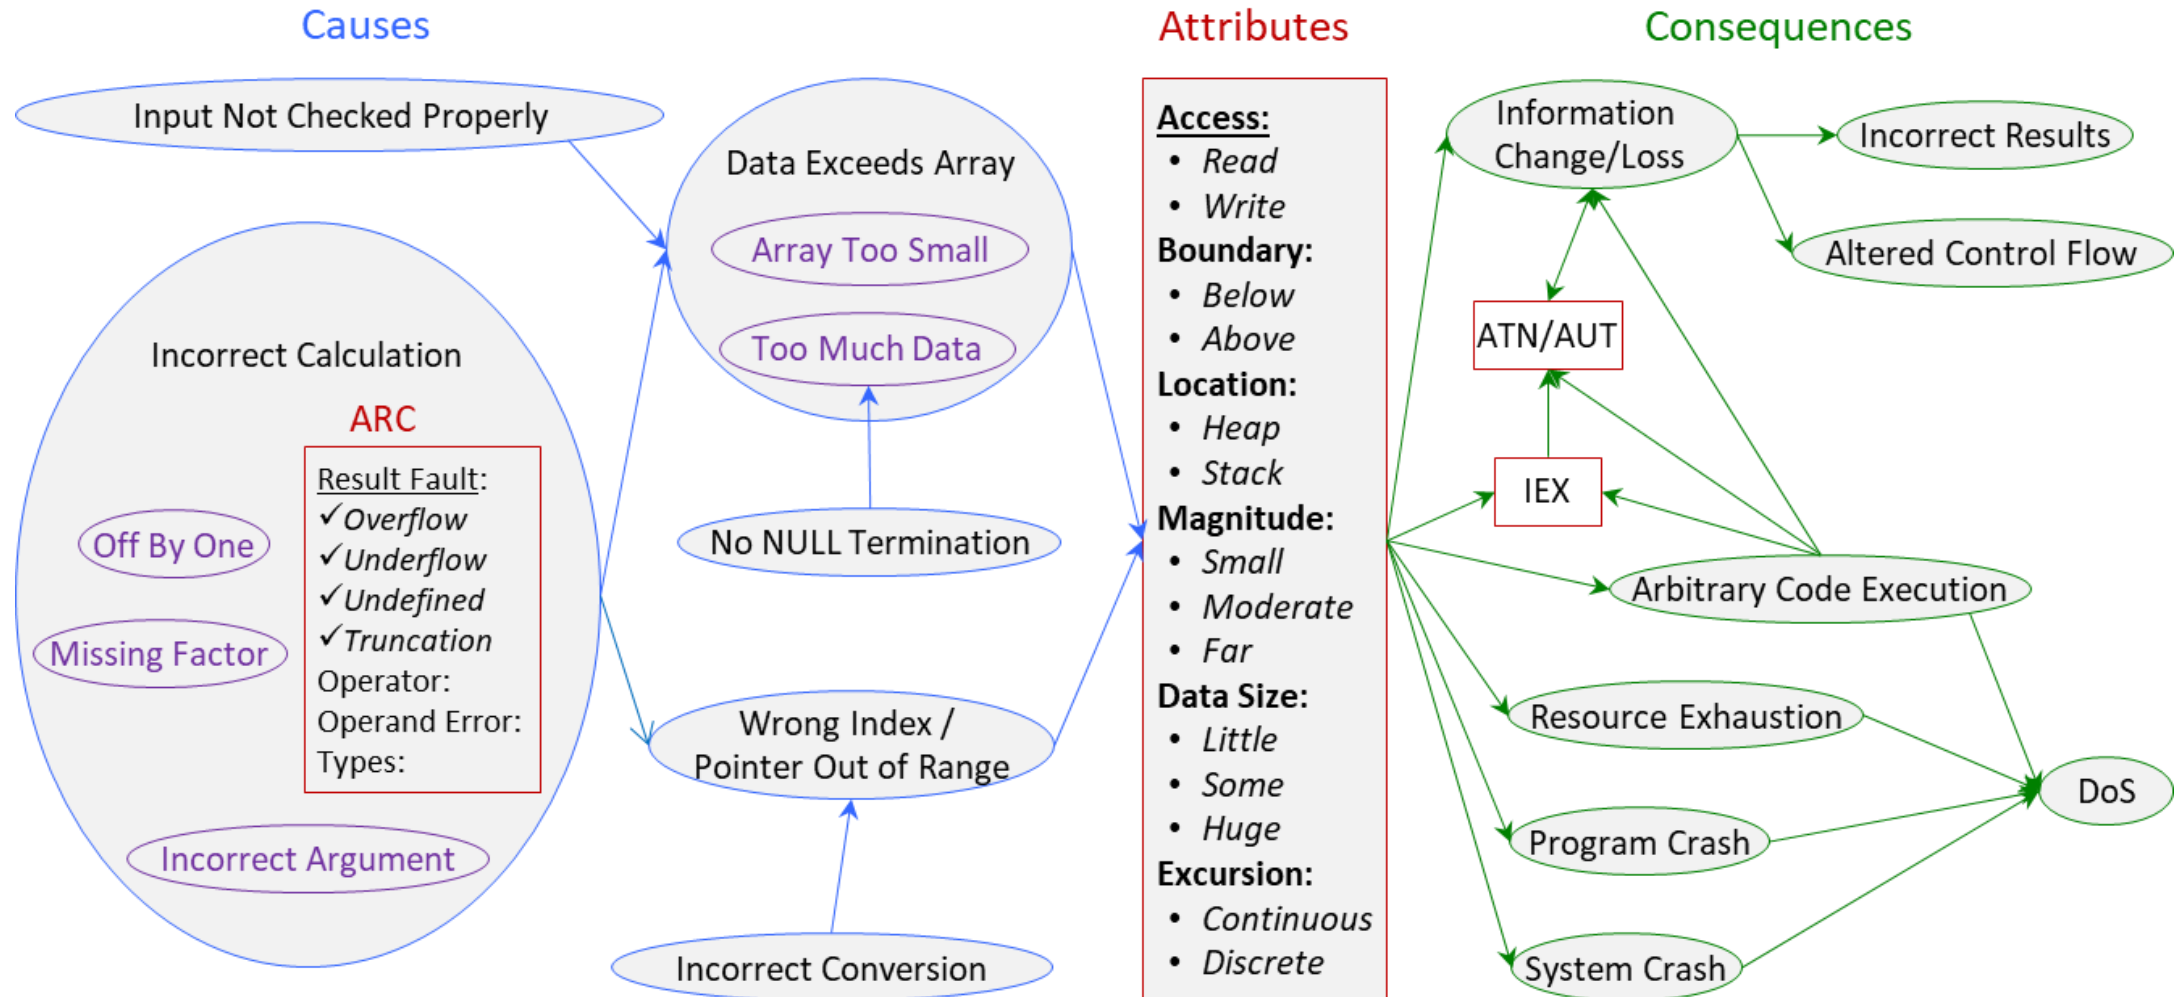 Causes
Attributes
Consequences
Input Not Checked Properly
Data Exceeds Array
Array Too Small
Too Much Data
Incorrect Calculation
ARC
Result Fault:
✓Overflow
✓Underflow
✓Undefined
✓Truncation
Operator:
Operand Error:
Types:
Off By One
Missing Factor
Incorrect Argument
No NULL Termination
Wrong Index /
Pointer Out of Range
Incorrect Conversion
Access:
• Read
• Write
Boundary:
• Below
• Above
Location:
• Heap
• Stack
Magnitude:
• Small
• Moderate
• Far
Data Size:
• Little
• Some
• Huge
Excursion:
• Continuous
• Discrete
Information
Change/Loss
Incorrect Results
Altered Control Flow
ATN/AUT
IEX
Arbitrary Code Execution
Resource Exhaustion
Program Crash
System Crash
DoS